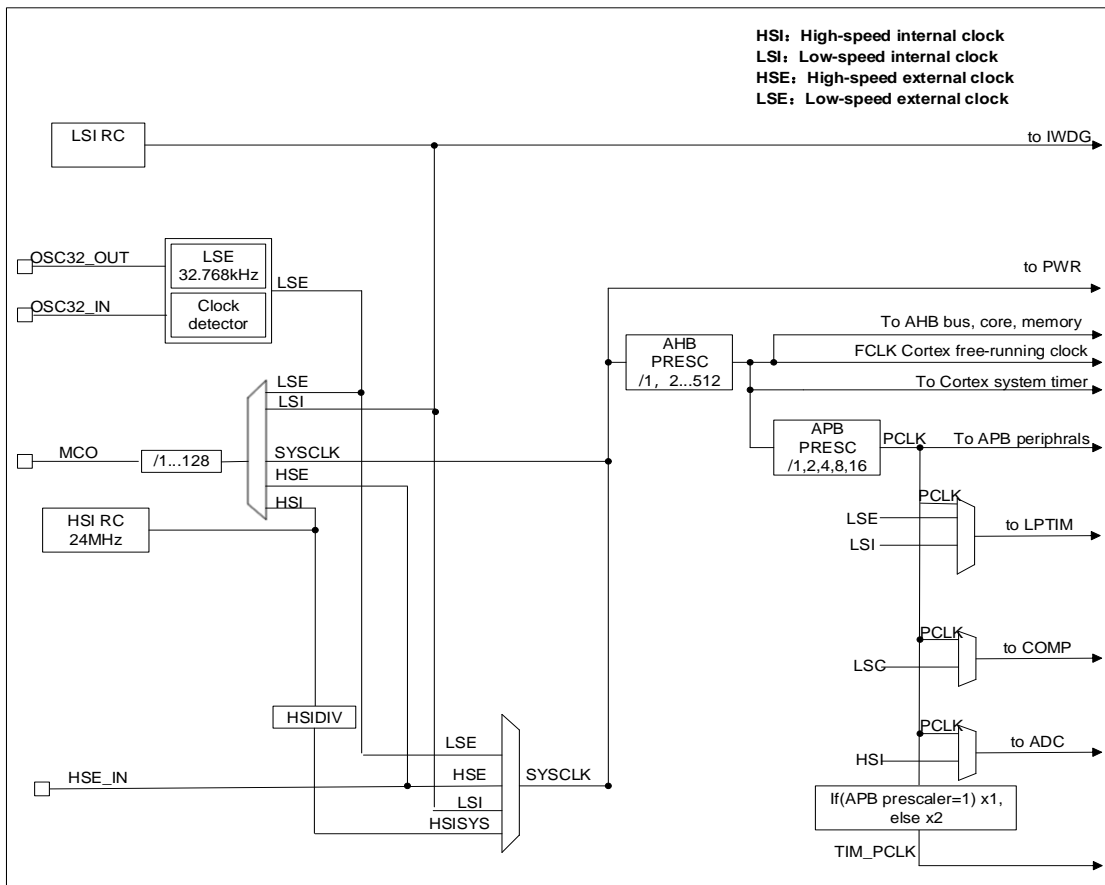 HSI：High-speed internal clock
LSI：Low-speed internal clock
HSE：High-speed external clock
LSE：Low-speed external clock
LSI RC
to IWDG
OSC32_OUT
LSE
32.768kHz
LSE
OSC32_IN
Clock
detector
to PWR
To AHB bus, core, memory
AHB
PRESC
/1, 2...512
FCLK Cortex free-running clock
To Cortex system timer
LSE
LSI
MCO
/1...128
SYSCLK
HSE
HSI
APB
PRESC
/1,2,4,8,16
PCLK
To APB periphrals
HSI RC
24MHz
PCLK
LSE
LSI
to LPTIM
PCLK
LSC
to COMP
HSIDIV
PCLK
HSI
to ADC
LSE
HSE_IN
HSE
SYSCLK
LSI
HSISYS
If(APB prescaler=1) x1,
else x2
TIM_PCLK